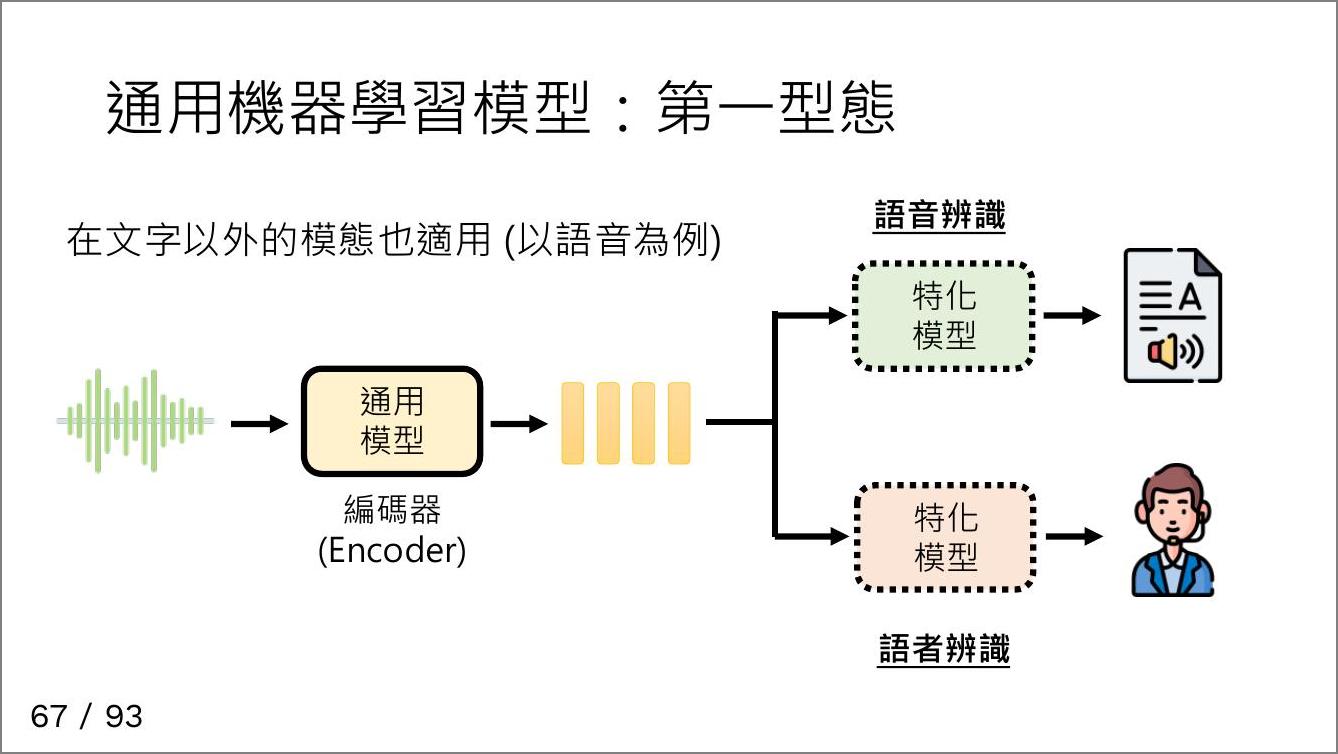 通用機器學習模型：第一型態
在文字以外的模態也適用 (以語音為例)
語音辨識
特化
模型
A
通用
模型
編碼器
(Encoder)
特化
模型
語者辨識
67 / 93